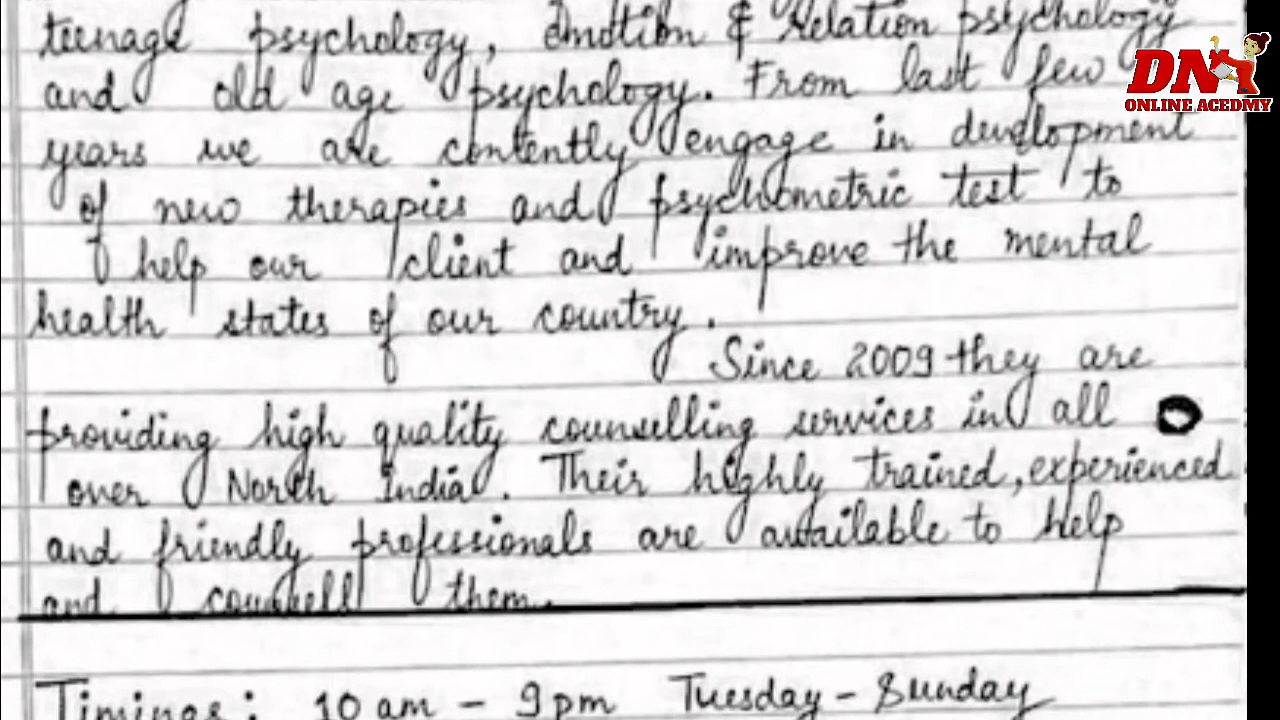 teenage psychology, emotion & relation psychology
and old age psychology. From last few
years we are contently engage in development
of new therapies and psychometric test to
help our client and improve the mental
health states of our country.
Since 2009 they are
providing high quality counselling services in all
over North India. Their highly trained, experienced
and friendly professionals are available to help
and counsell them.
Timings: 10 am - 9 pm Tuesday - Sunday
DN
ONLINE ACEDMY